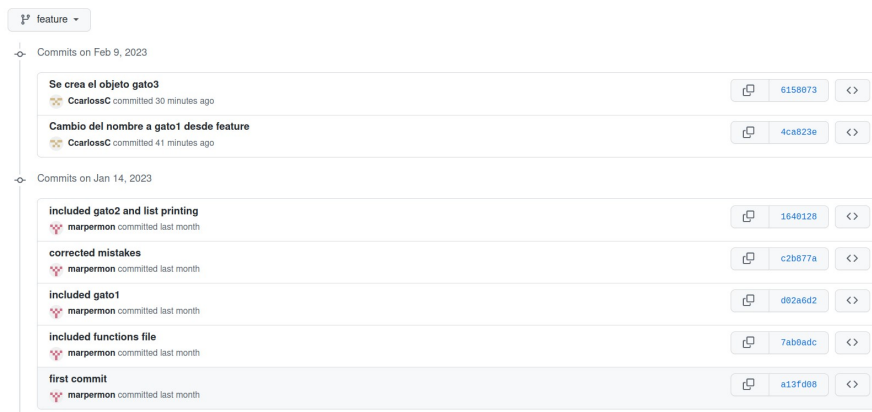 feature
Commits on Feb 9, 2023
Se crea el objeto gato3
CcarlossC committed 30 minutes ago
6158073
Cambio del nombre a gato1 desde feature
CcarlossC committed 41 minutes ago
4ca823e
Commits on Jan 14, 2023
included gato2 and list printing
marpermon committed last month
1640128
corrected mistakes
marpermon committed last month
c2b877a
included gato1
marpermon committed last month
d02a6d2
included functions file
marpermon committed last month
7ab0adc
first commit
marpermon committed last month
a13fd08